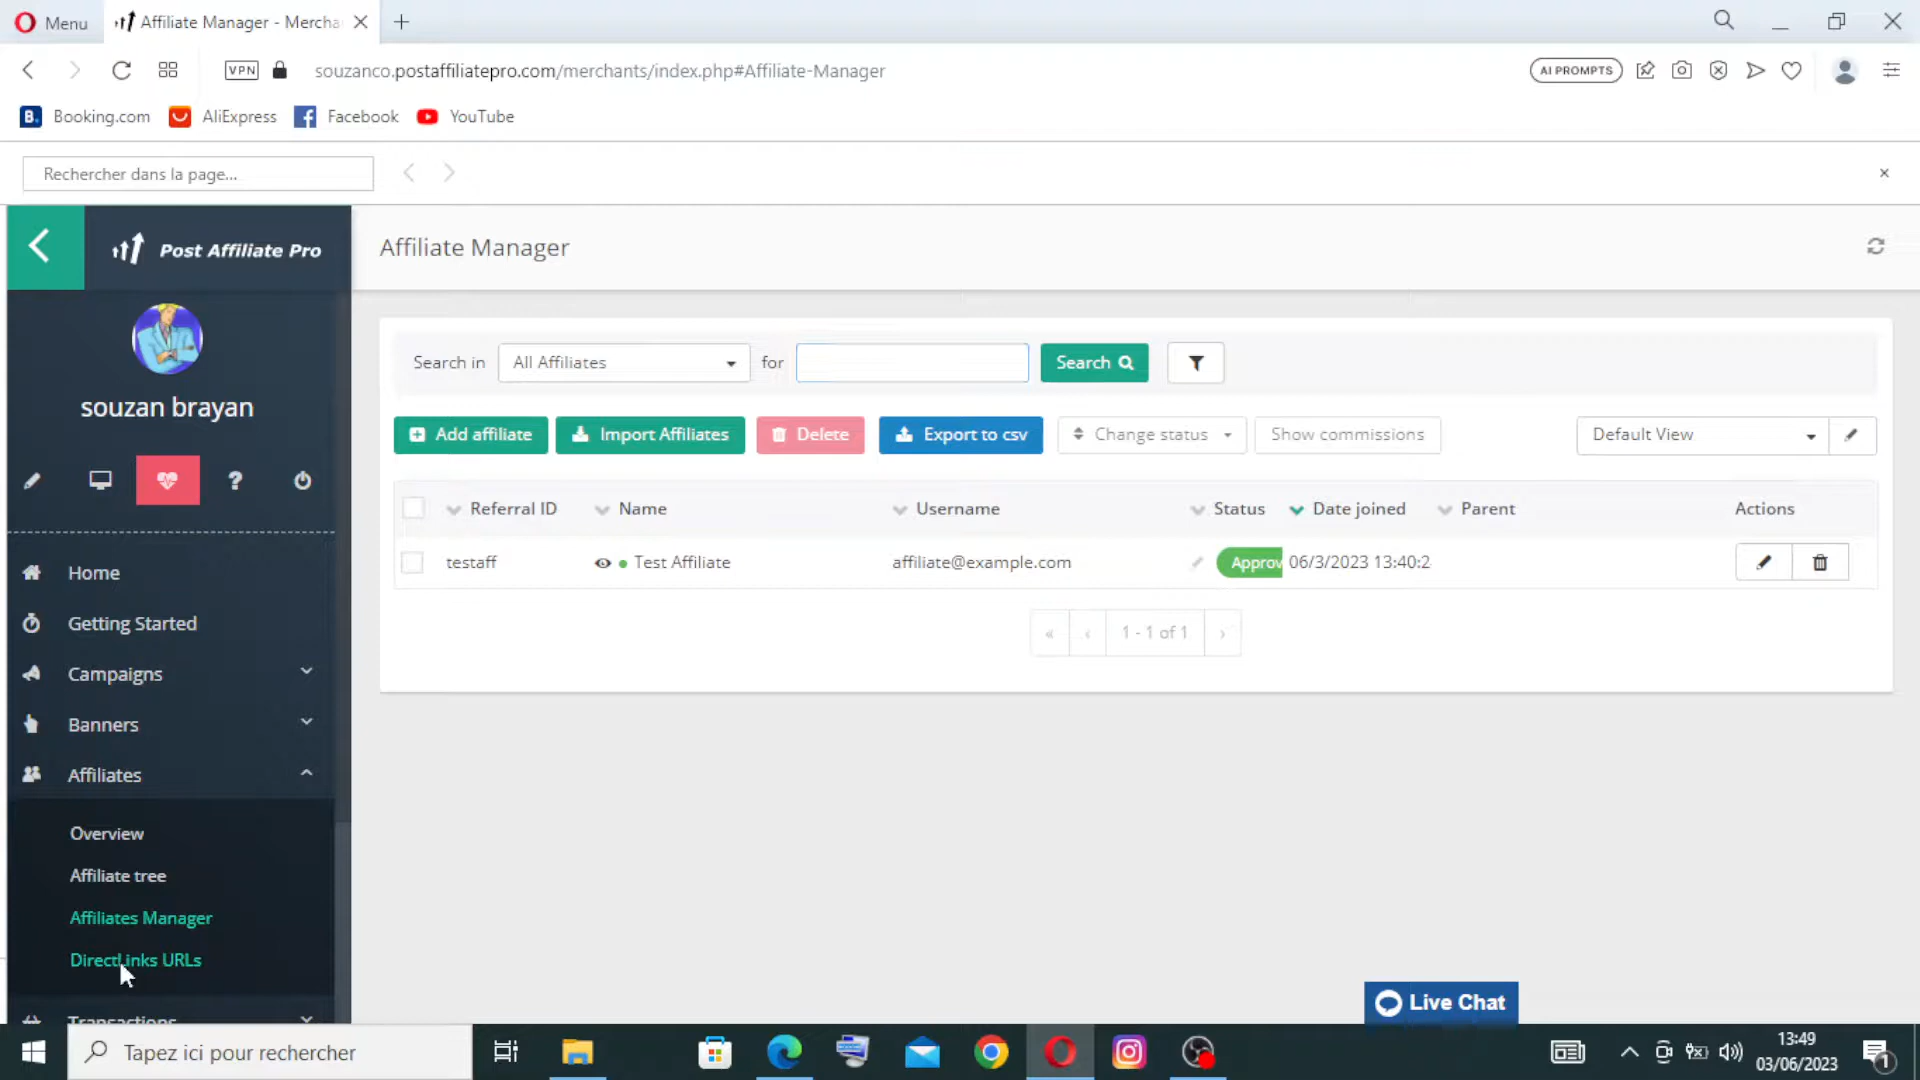 Menu
Affiliate Manager - Mercha
VPN
souzanco.postaffiliatepro.com/merchants/index.php#Affiliate-Manager
AI PROMPTS
B. Booking.com
AliExpress
Facebook
YouTube
Rechercher dans la page...
Post Affiliate Pro
Affiliate Manager
souzan brayan
Search in
All Affiliates
for
Search
Add affiliate
Import Affiliates
Delete
Export to csv
Change status
Show commissions
Default View
Referral ID
Name
Username
Status
Date joined
Parent
Actions
testaff
Test Affiliate
affiliate@example.com
Approv
06/3/2023 13:40:2
« ‹ 1 - 1 of 1 ›
Home
Getting Started
Campaigns
Banners
Affiliates
Overview
Affiliate tree
Affiliates Manager
DirectLinks URLs
Transactions
Live Chat
Tapez ici pour rechercher
13:49
03/06/2023
1